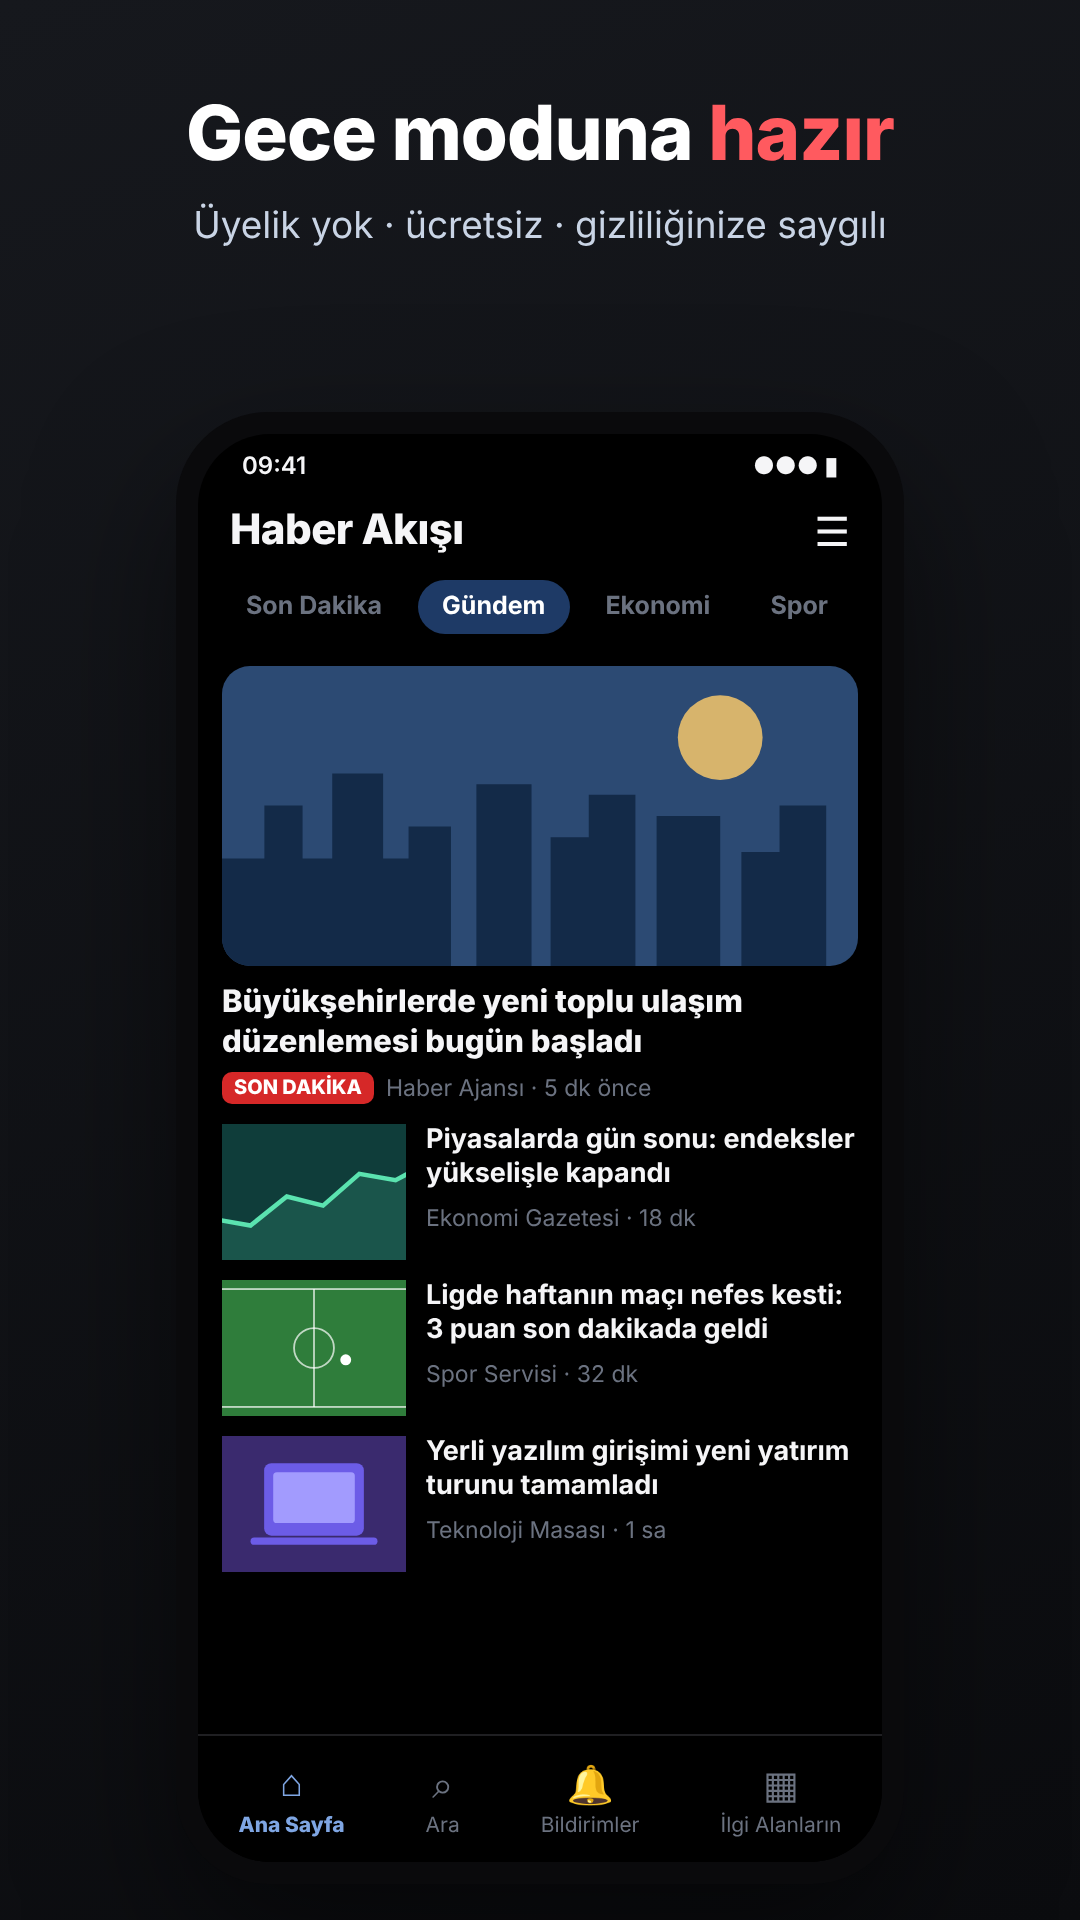 Gece moduna hazır
Üyelik yok · ücretsiz · gizliliğinize saygılı
09:41
Haber Akışı
Son Dakika Gündem Ekonomi Spor
Büyükşehirlerde yeni toplu ulaşım
düzenlemesi bugün başladı
SON DAKİKA Haber Ajansı · 5 dk önce
Piyasalarda gün sonu: endeksler
yükselişle kapandı
Ekonomi Gazetesi · 18 dk
Ligde haftanın maçı nefes kesti:
3 puan son dakikada geldi
Spor Servisi · 32 dk
Yerli yazılım girişimi yeni yatırım
turunu tamamladı
Teknoloji Masası · 1 sa
Ana Sayfa Ara Bildirimler İlgi Alanların